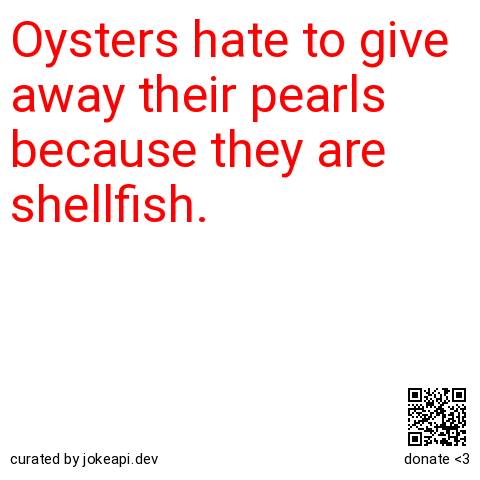 Oysters hate to give
away their pearls
because they are
shellfish.
curated by jokeapi.dev
donate <3